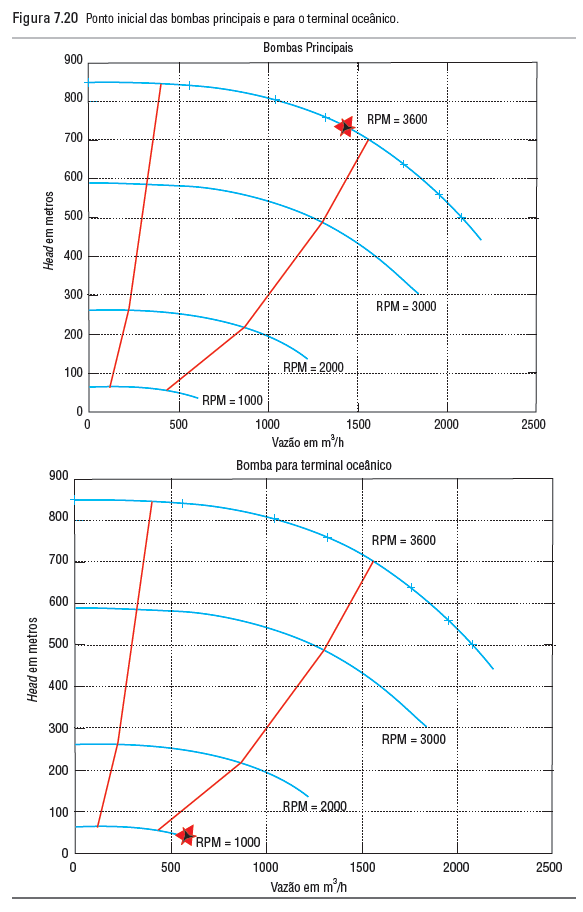 Figura 7.20 Ponto inicial das bombas principais e para o terminal oceânico.
Bombas Principais
900
800
700
600
500
400
300
200
100
0
Head em metros
RPM = 3600
RPM = 3000
RPM = 2000
RPM = 1000
0 500 1000 1500 2000 2500
Vazão em m³/h
Bomba para terminal oceânico
900
800
700
600
500
400
300
200
100
0
Head em metros
RPM = 3600
RPM = 3000
RPM = 2000
RPM = 1000
0 500 1000 1500 2000 2500
Vazão em m³/h